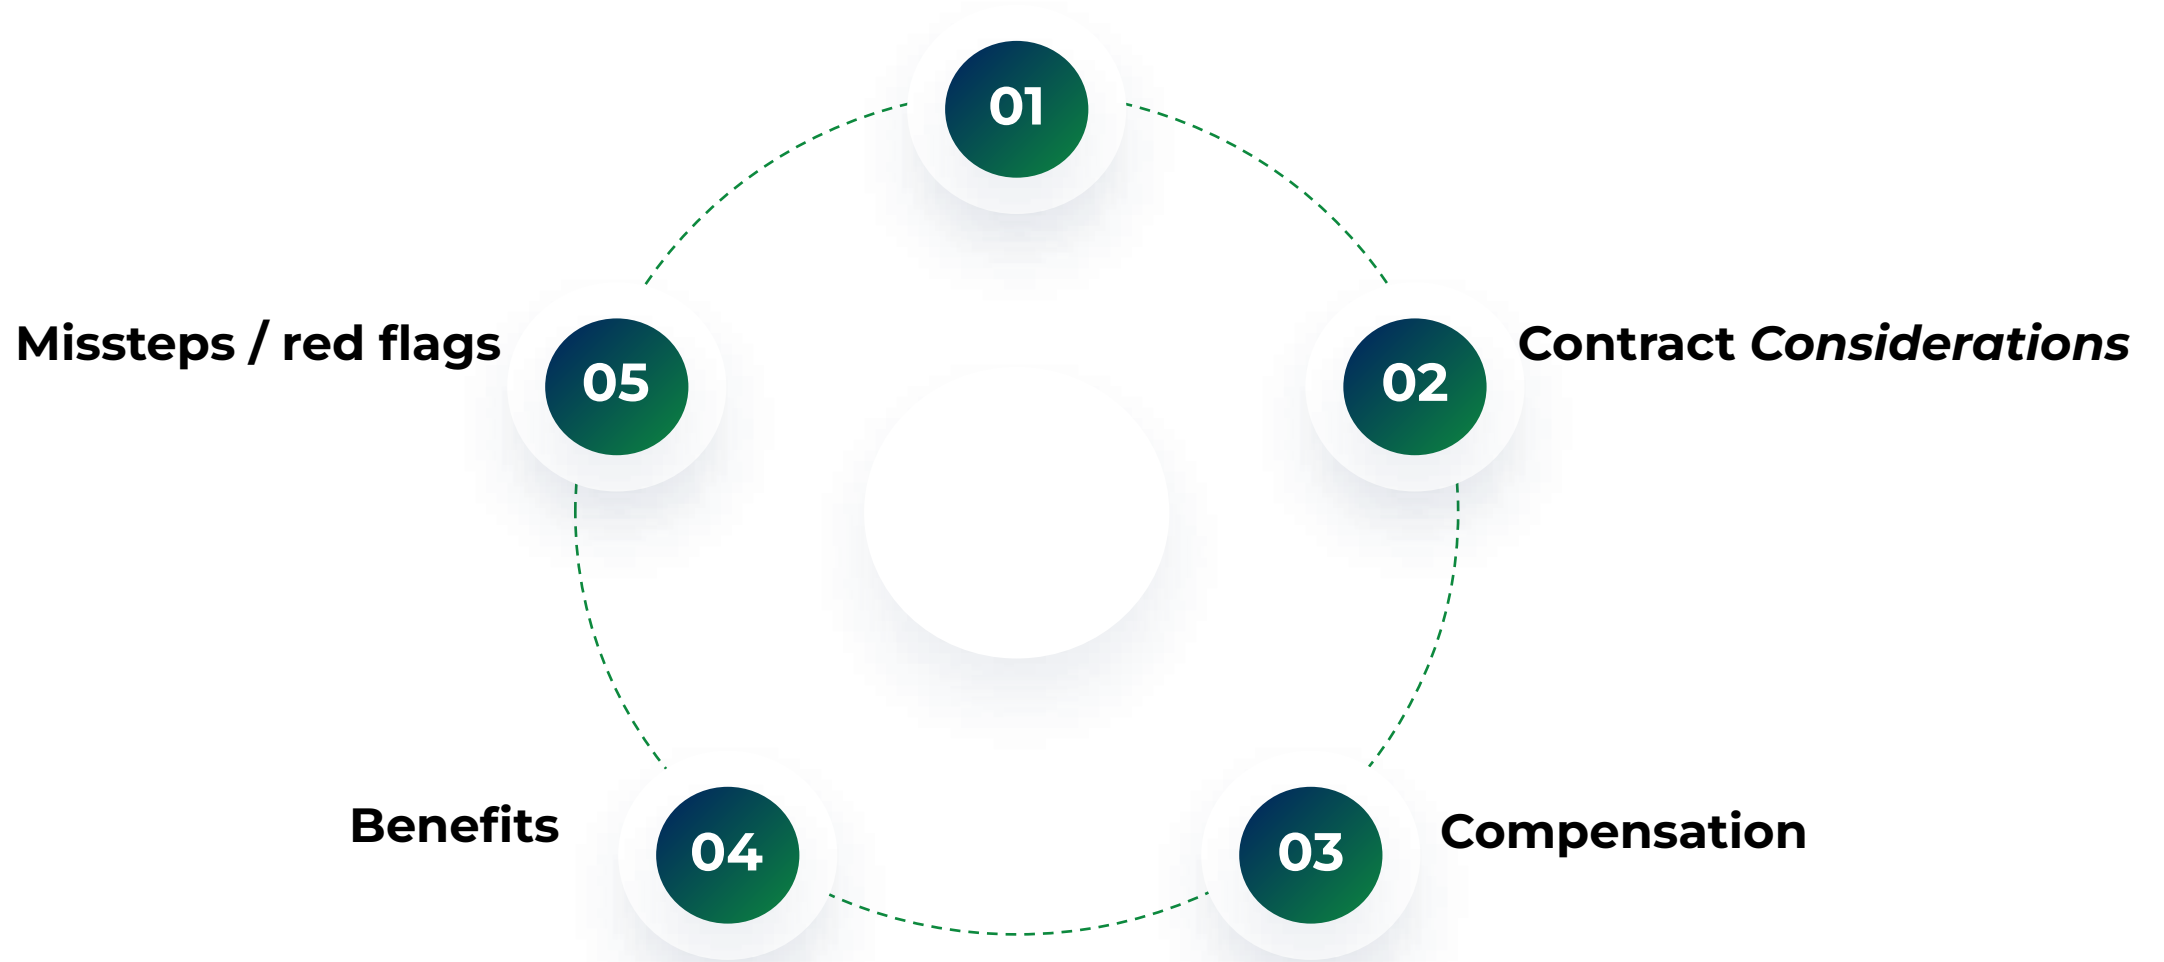 01
02
Contract Considerations
03
Compensation
04
Benefits
05
Missteps / red flags